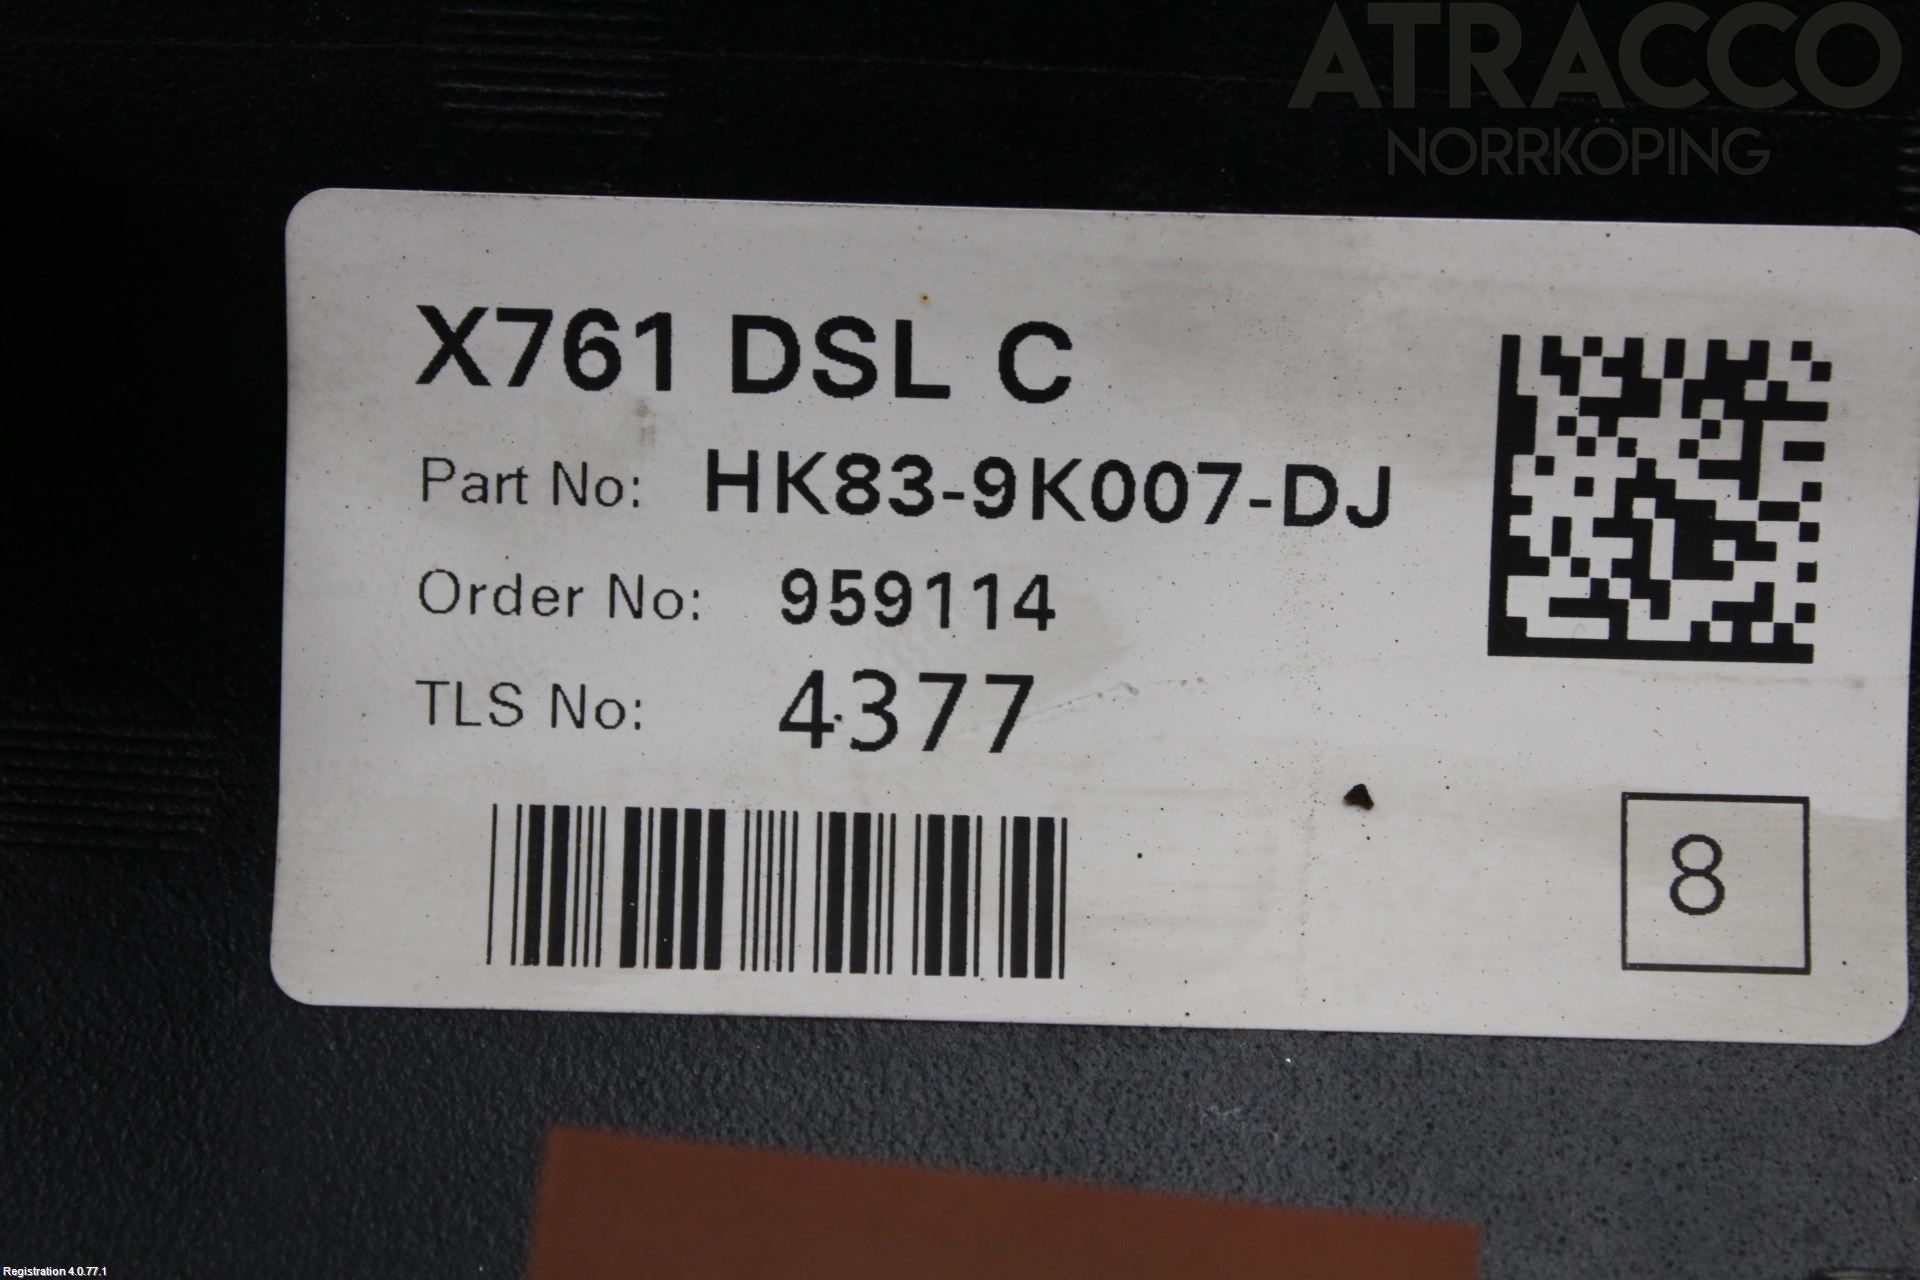 ATRACCO
NORRKÖPING
X761 DSL C
Part No: HK83-9K007-DJ
Order No: 959114
TLS No: 4377
8
Registration 4.0.77.1